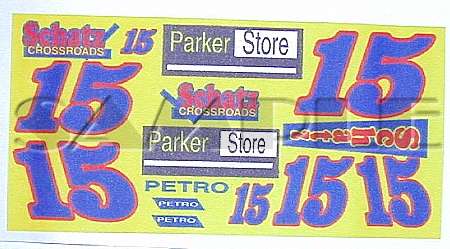 Schatz
CROSSROADS
15
Parker Store
15
15
Schatz
CROSSROADS
Parker Store
Schatz
15
PETRO
PETRO
PETRO
15
15
15